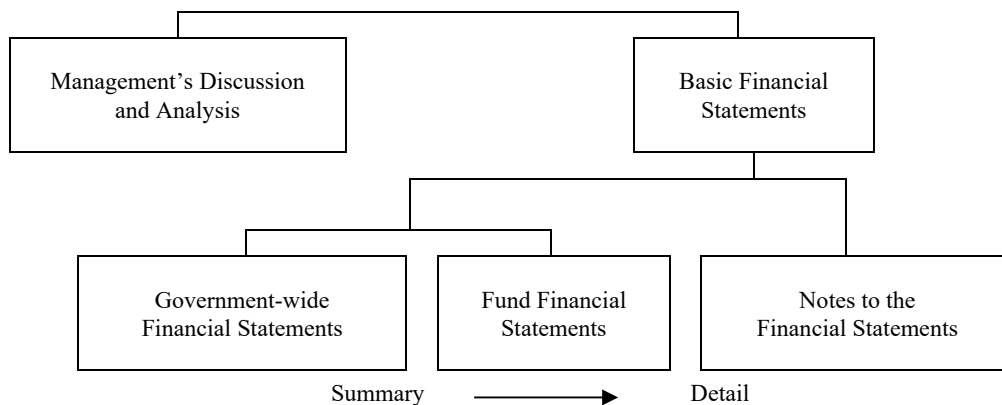 Management’s Discussion
and Analysis
Basic Financial
Statements
Government-wide
Financial Statements
Fund Financial
Statements
Notes to the
Financial Statements
Summary
Detail